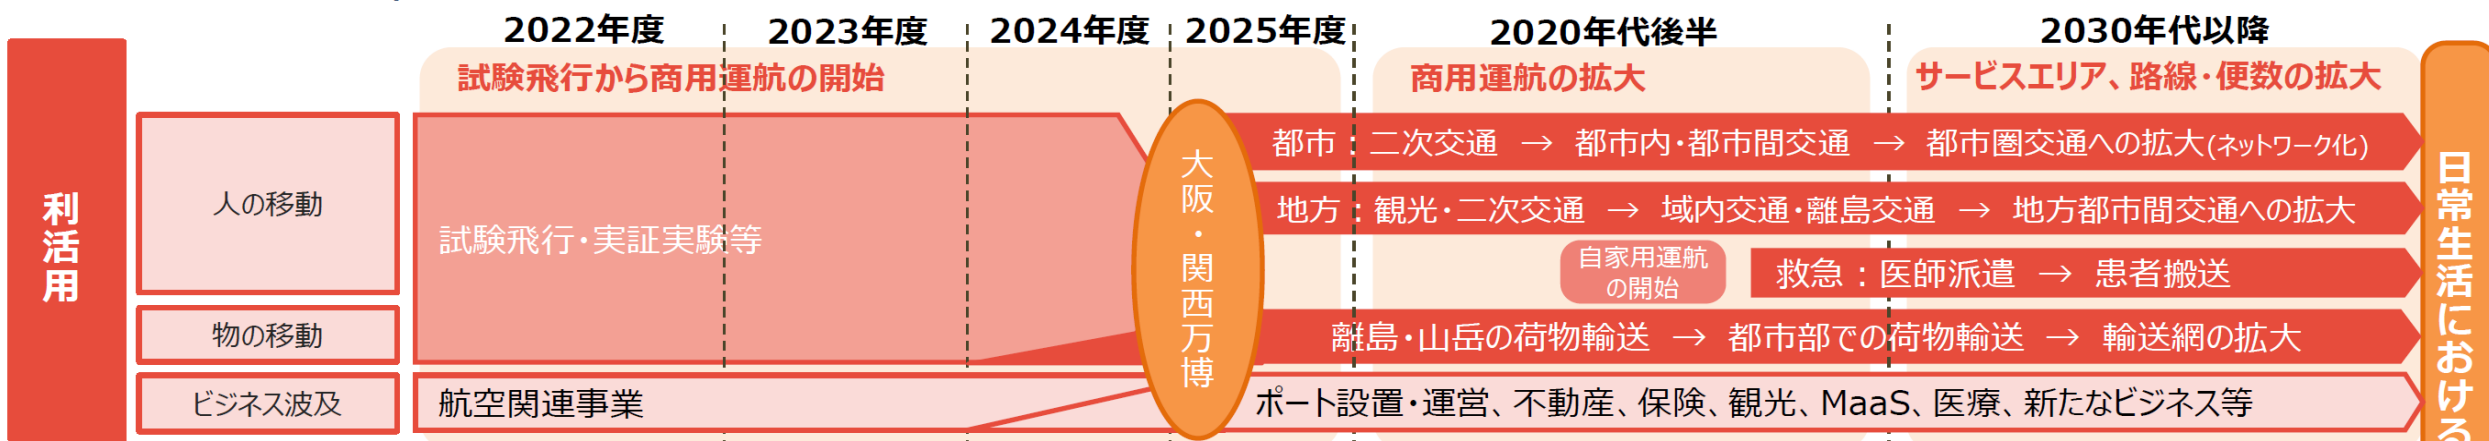 2022年度
2023年度
2024年度
2025年度
2020年代後半
2030年代以降
試験飛行から商用運航の開始
商用運航の拡大
サービスエリア、路線・便数の拡大
利活用
人の移動
試験飛行・実証実験等
大阪・関西万博
都市：二次交通 → 都市内・都市間交通 → 都市圏交通への拡大(ネットワーク化)
地方：観光・二次交通 → 域内交通・離島交通 → 地方都市間交通への拡大
自家用運航
の開始
救急：医師派遣 → 患者搬送
物の移動
離島・山岳の荷物輸送 → 都市部での荷物輸送 → 輸送網の拡大
ビジネス波及
航空関連事業
ポート設置・運営、不動産、保険、観光、MaaS、医療、新たなビジネス等
日常生活における